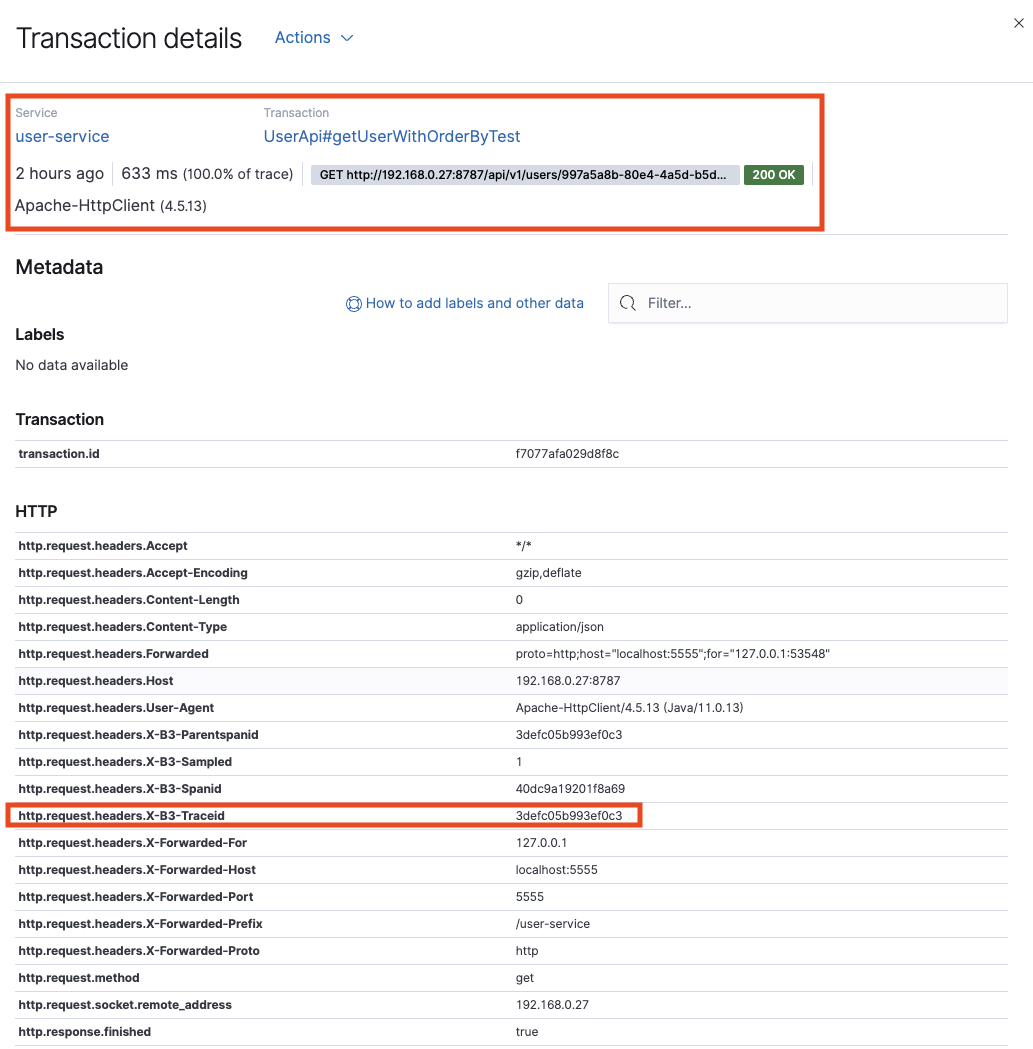 Transaction details Actions
Service Transaction
user-service UserApi#getUserWithOrderByTest
2 hours ago 633 ms (100.0% of trace) GET http://192.168.0.27:8787/api/v1/users/997a5a8b-80e4-4a5d-b5d... 200 OK
Apache-HttpClient (4.5.13)
Metadata
How to add labels and other data Filter...
Labels
No data available
Transaction
transaction.id f7077afa029d8f8c
HTTP
http.request.headers.Accept */*
http.request.headers.Accept-Encoding gzip,deflate
http.request.headers.Content-Length 0
http.request.headers.Content-Type application/json
http.request.headers.Forwarded proto=http;host="localhost:5555";for="127.0.0.1:53548"
http.request.headers.Host 192.168.0.27:8787
http.request.headers.User-Agent Apache-HttpClient/4.5.13 (Java/11.0.13)
http.request.headers.X-B3-Parentspanid 3defc05b993ef0c3
http.request.headers.X-B3-Sampled 1
http.request.headers.X-B3-Spanid 40dc9a19201f8a69
http.request.headers.X-B3-Traceid 3defc05b993ef0c3
http.request.headers.X-Forwarded-For 127.0.0.1
http.request.headers.X-Forwarded-Host localhost:5555
http.request.headers.X-Forwarded-Port 5555
http.request.headers.X-Forwarded-Prefix /user-service
http.request.headers.X-Forwarded-Proto http
http.request.method get
http.request.socket.remote_address 192.168.0.27
http.response.finished true